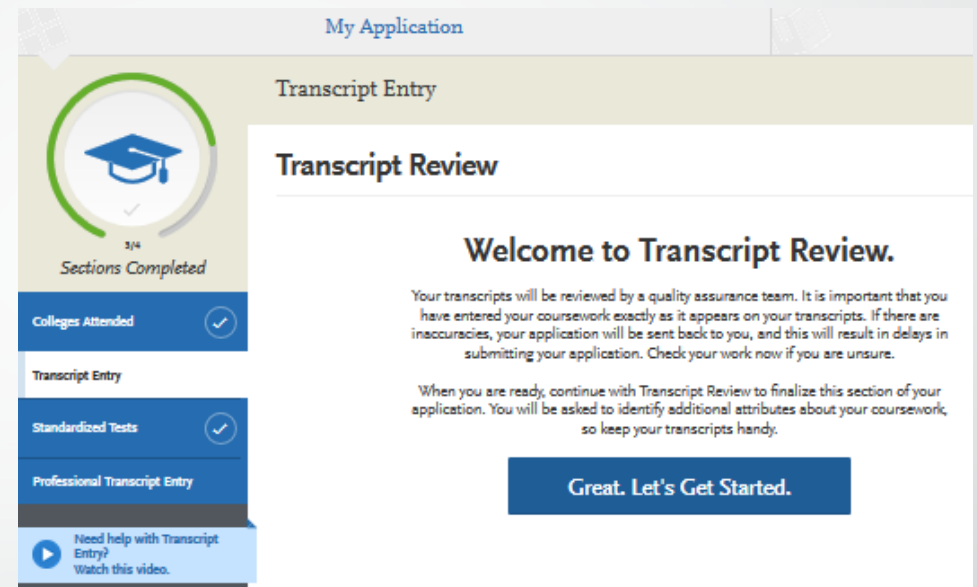 My Application
Transcript Entry
3/4
Sections Completed
Colleges Attended
Transcript Entry
Standardized Tests
Professional Transcript Entry
Need help with Transcript
Entry?
Watch this video.
Transcript Review
Welcome to Transcript Review.
Your transcripts will be reviewed by a quality assurance team. It is important that you
have entered your coursework exactly as it appears on your transcripts. If there are
inaccuracies, your application will be sent back to you, and this will result in delays in
submitting your application. Check your work now if you are unsure.
When you are ready, continue with Transcript Review to finalize this section of your
application. You will be asked to identify additional attributes about your coursework,
so keep your transcripts handy.
Great. Let's Get Started.